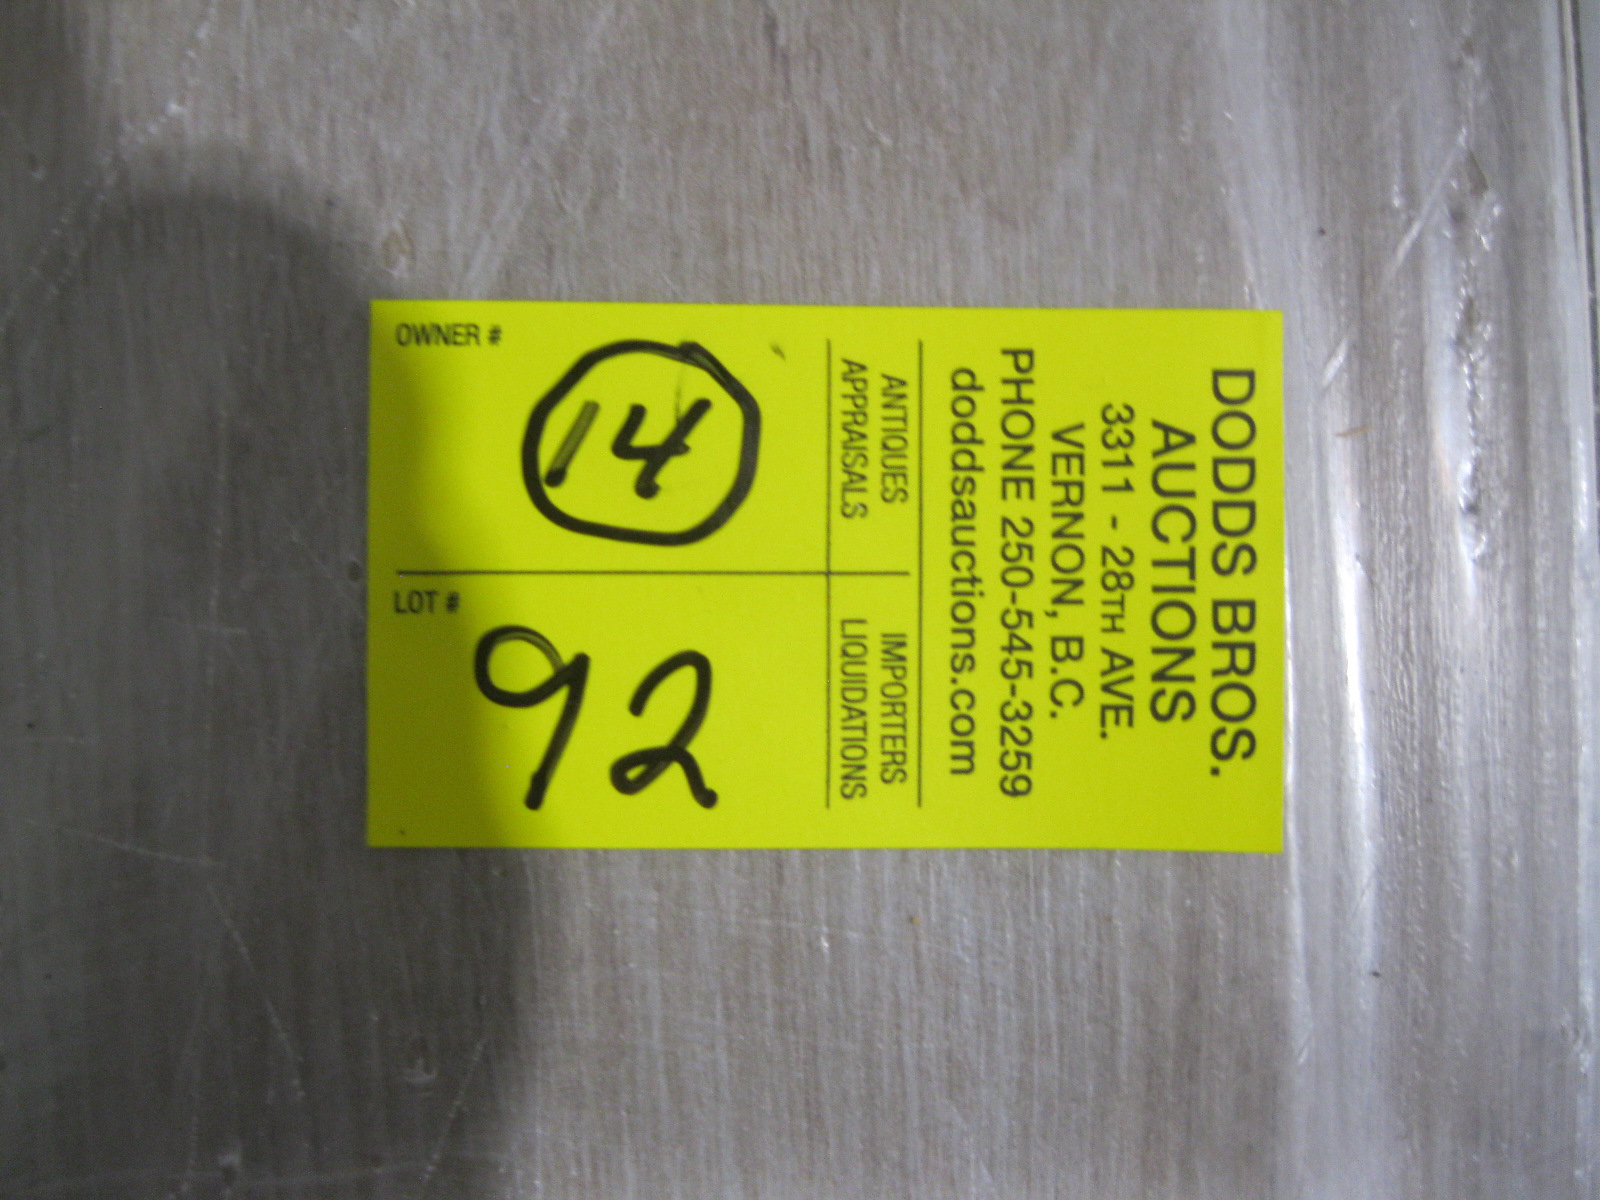 DODDS BROS.
AUCTIONS
3311 - 28TH AVE.
VERNON, B.C.
PHONE 250-545-3259
doddsauctions.com
ANTIQUES
APPRAISALS
IMPORTERS
LIQUIDATIONS
14
OWNER #
92
LOT #